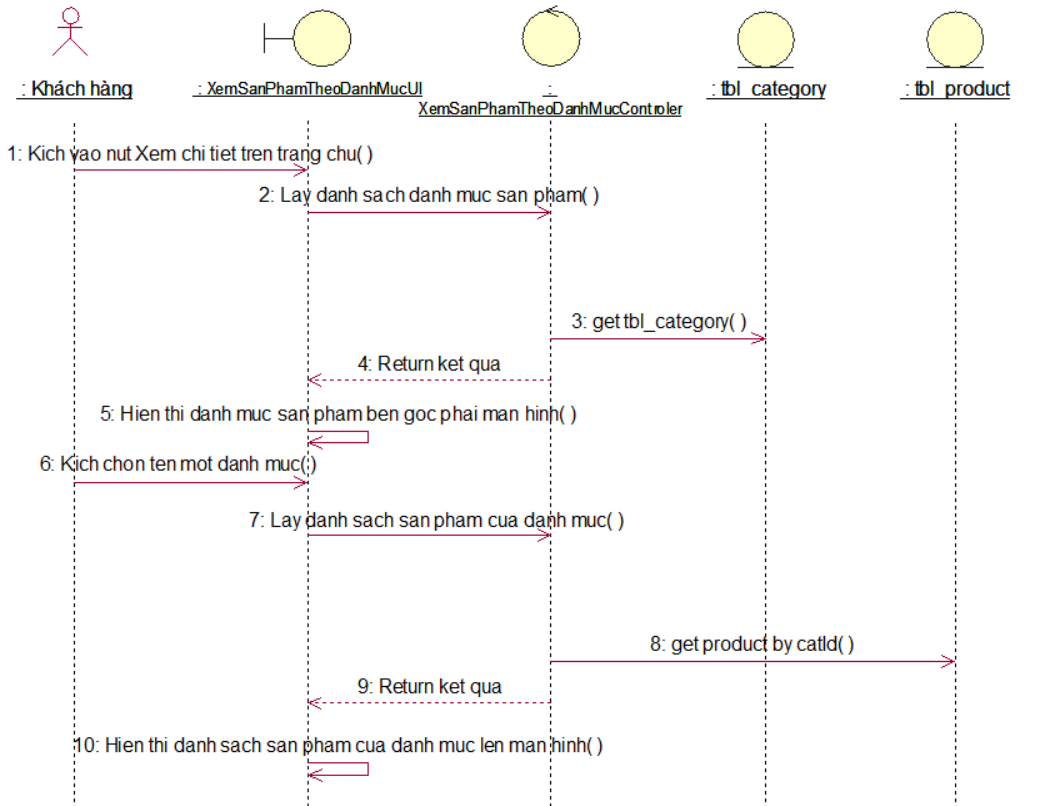 : Khách hàng
: XemSanPhamTheoDanhMucUI
:
XemSanPhamTheoDanhMucControler
: tbl_category
: tbl_product
1: Kich vao nut Xem chi tiet tren trang chu( )
2: Lay danh sach danh muc san pham( )
3: get tbl_category( )
4: Return ket qua
5: Hien thi danh muc san pham ben goc phai man hinh( )
6: Kich chon ten mot danh muc( )
7: Lay danh sach san pham cua danh muc( )
8: get product by catId( )
9: Return ket qua
10: Hien thi danh sach san pham cua danh muc len man hinh( )